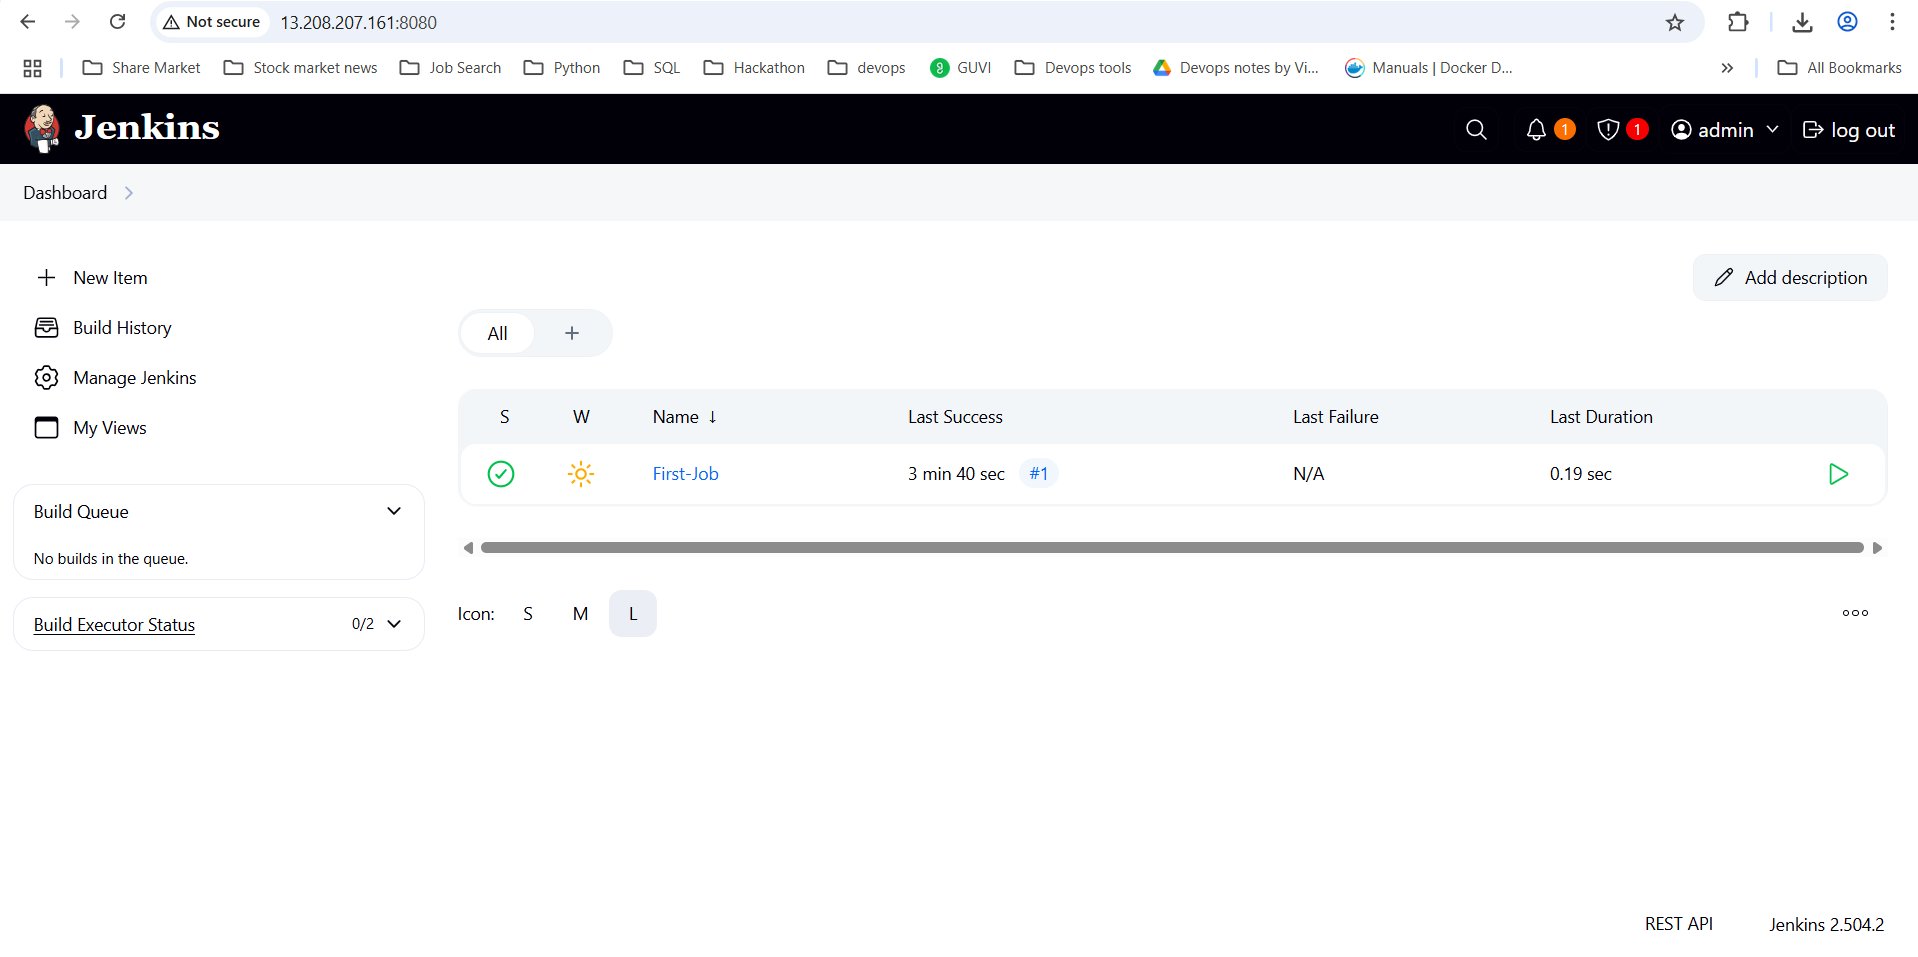 Not secure 13.208.207.161:8080
Share Market Stock market news Job Search Python SQL Hackathon devops GUVI Devops tools Devops notes by Vi... Manuals | Docker D... All Bookmarks
Jenkins 1 1 admin log out
Dashboard
New Item
Build History
Manage Jenkins
My Views
Build Queue
No builds in the queue.
Build Executor Status 0/2
Add description
All +
S W Name ↓ Last Success Last Failure Last Duration
First-Job 3 min 40 sec #1 N/A 0.19 sec
Icon: S M L
REST API Jenkins 2.504.2